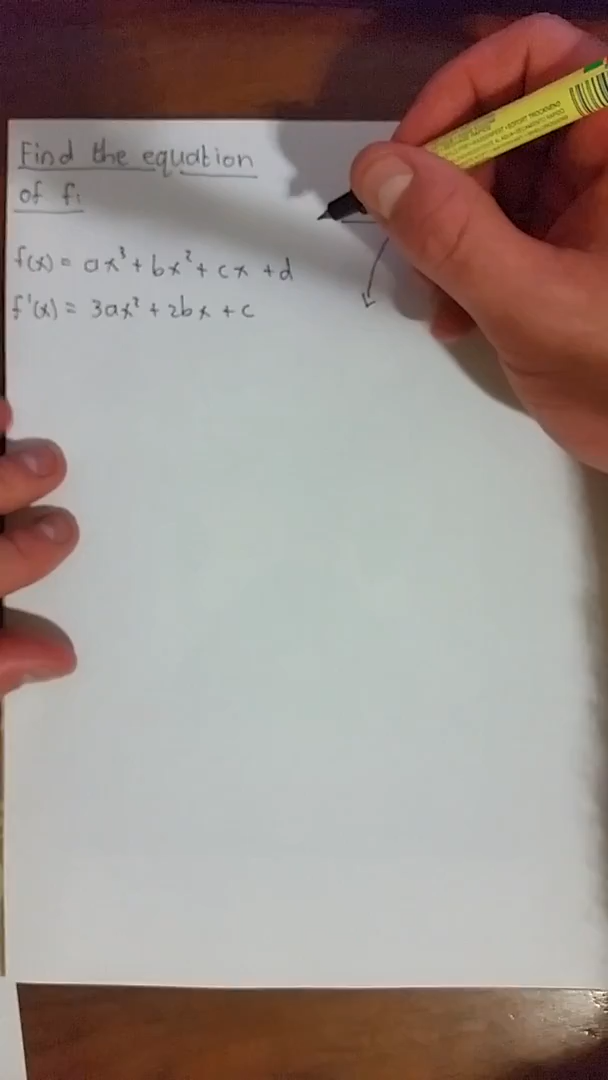 Find the equation
of f:
f(x) = ax³ + bx² + cx + d
f'(x) = 3ax² + 2bx + c